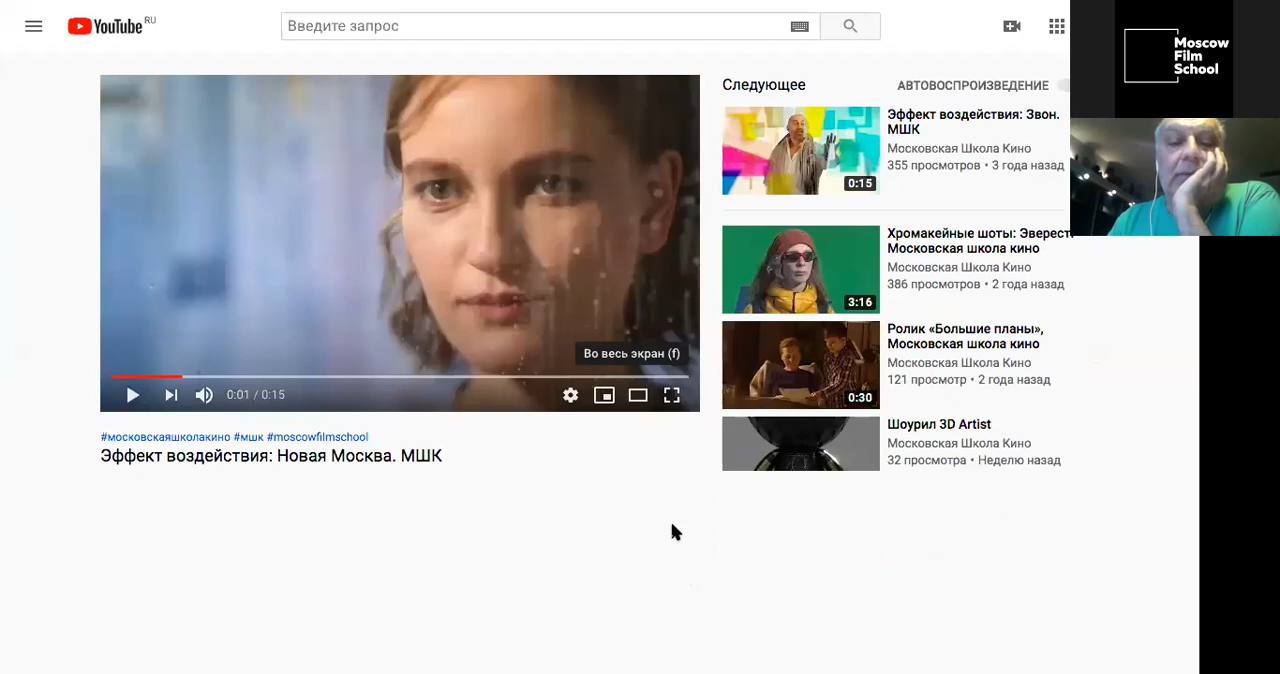 YouTube RU
Введите запрос
Moscow
Film
School
Следующее
АВТОВОСПРОИЗВЕДЕНИЕ
Эффект воздействия: Звон.
МШК
Московская Школа Кино
355 просмотров • 3 года назад
0:15
Хромакейные шоты: Эверест.
Московская школа кино
Московская Школа Кино
386 просмотров • 2 года назад
3:16
Ролик «Большие планы»,
Московская школа кино
Московская Школа Кино
121 просмотр • 2 года назад
0:30
Шоурил 3D Artist
Московская Школа Кино
32 просмотра • Неделю назад
Во весь экран (f)
0:01 / 0:15
#московскаяшколакино #мшк #moscowfilmschool
Эффект воздействия: Новая Москва. МШК